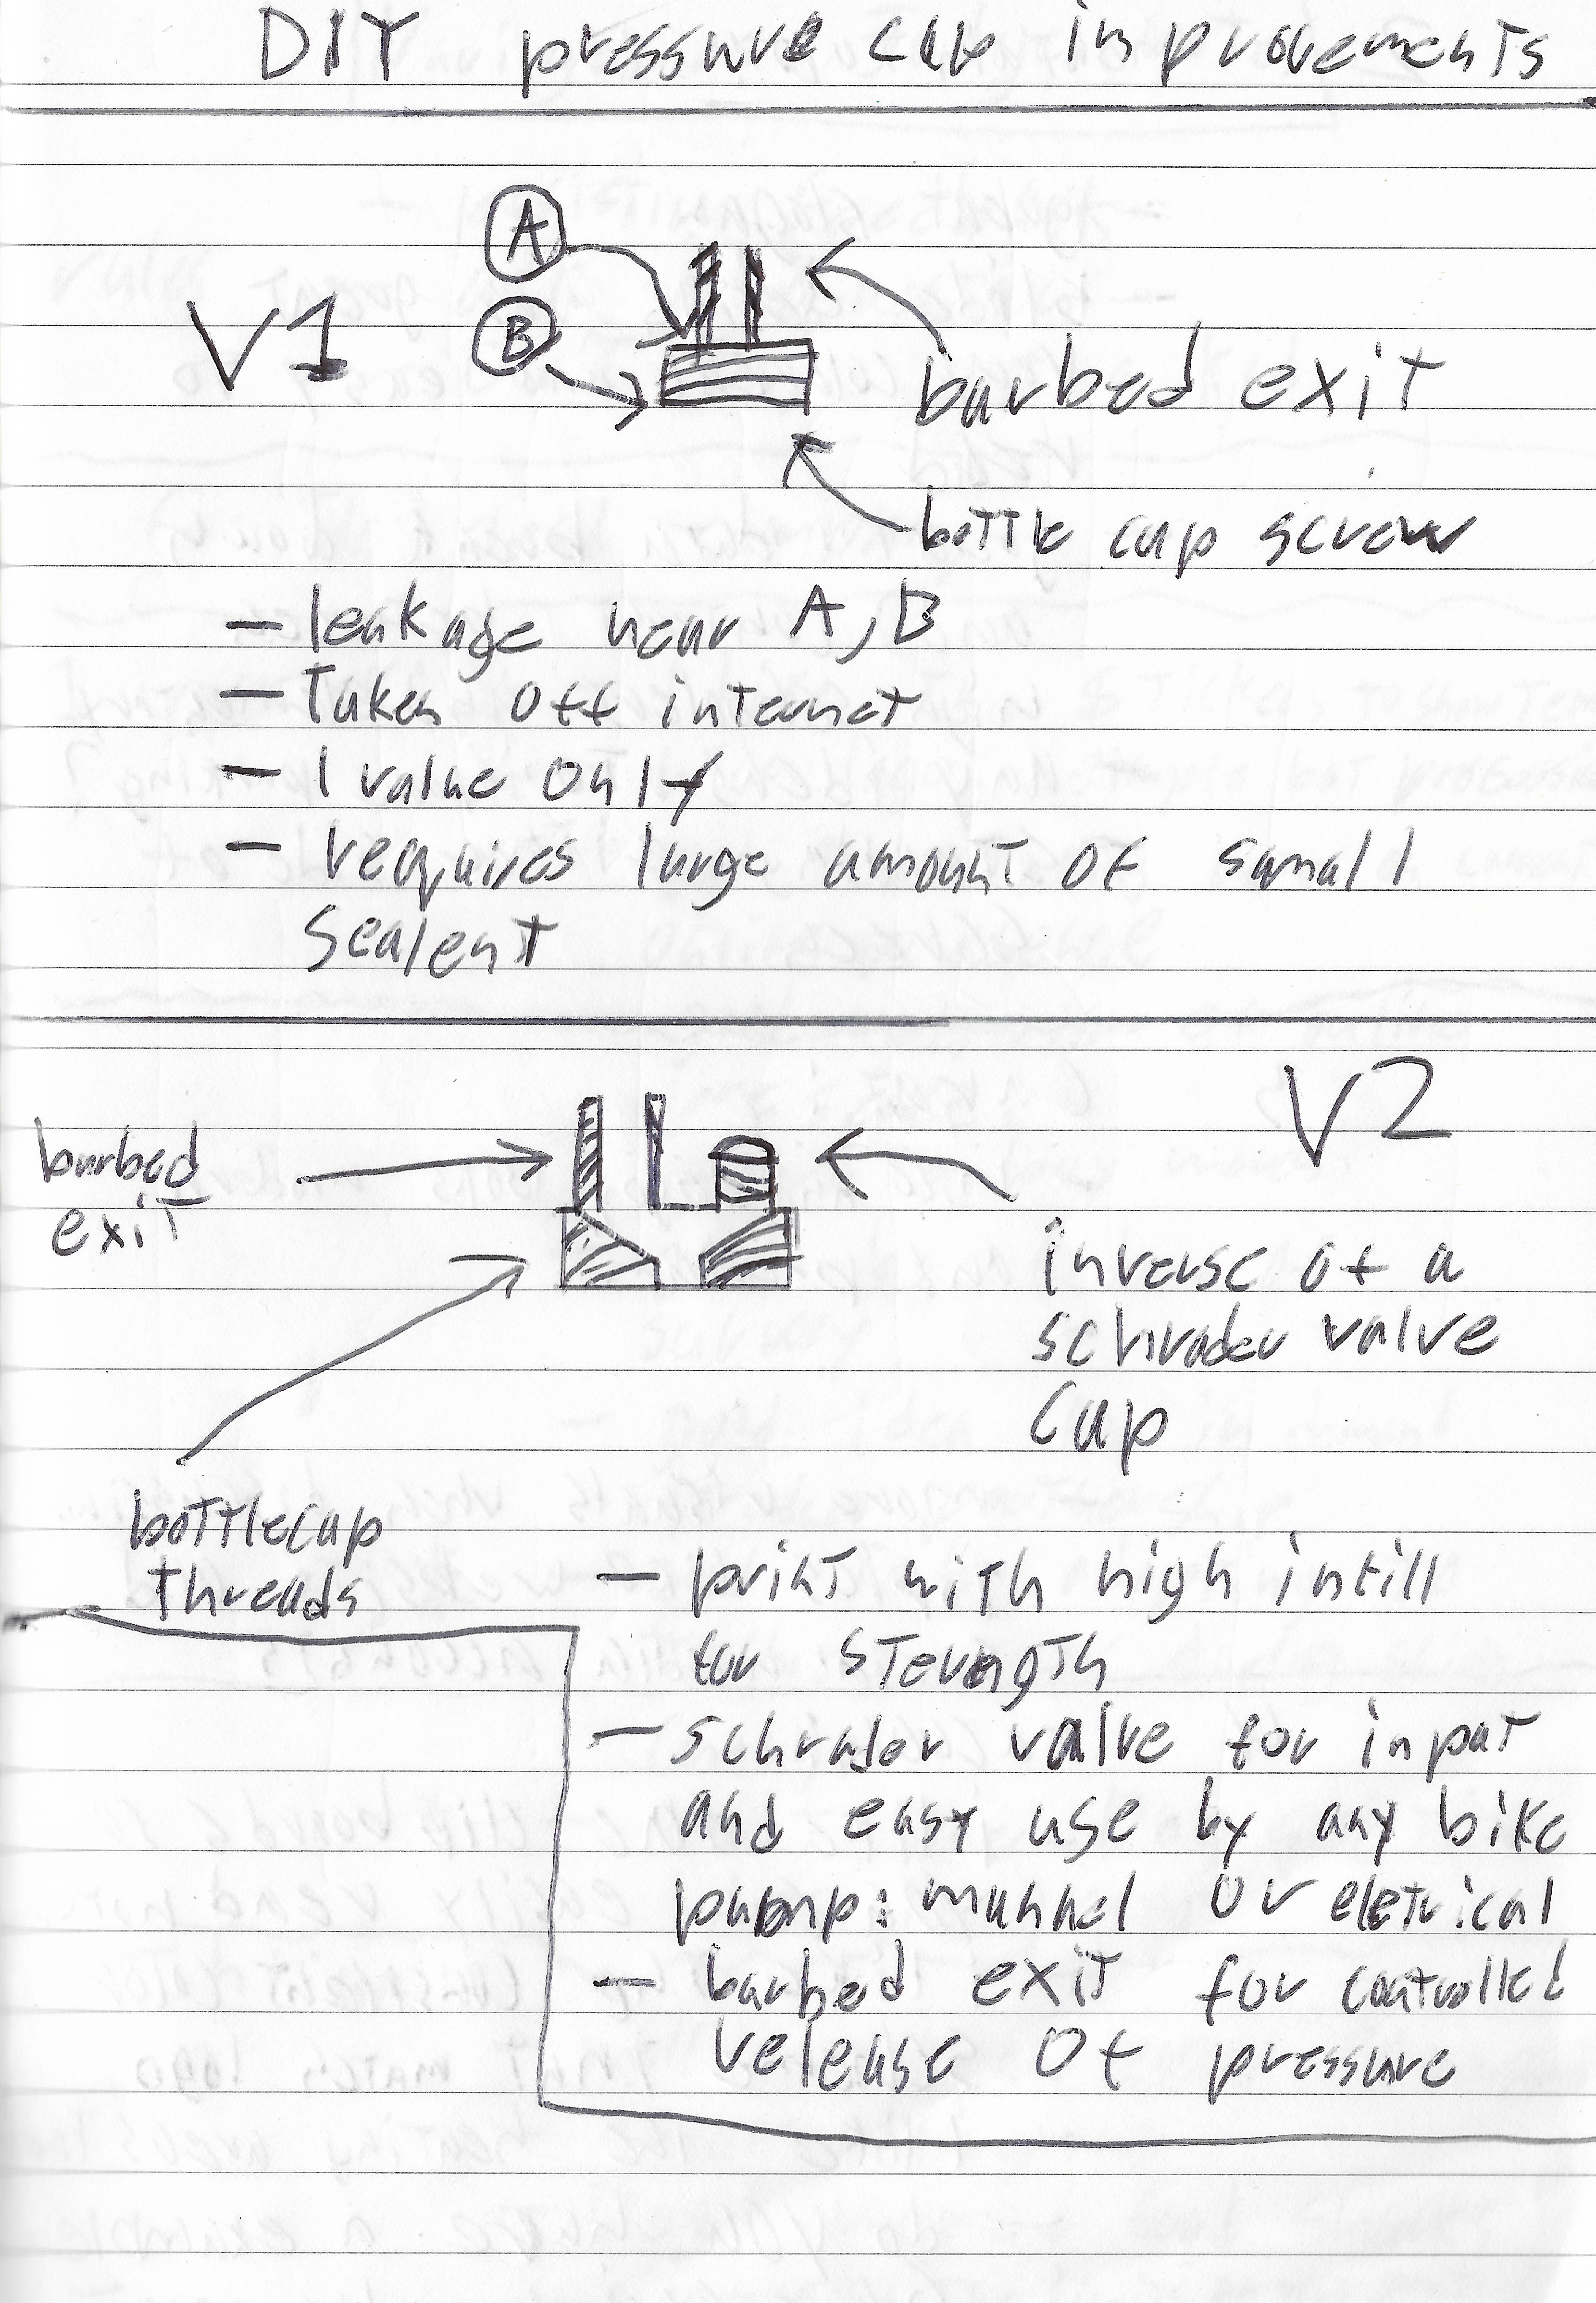 DIY pressure cap improvements
A
B
V1
barbed exit
bottle cap screw
- leakage near A, B
- Taken off internet
- 1 valve only
- requires large amount of small
sealent
V2
barbed
exit
inverse of a
schrader valve
cap
bottlecap
threads
- print with high infill
for sterength
- schrader valve for input
and easy use by any bike
pump: manual or eletrical
- barbed exit for controlled
release of pressure